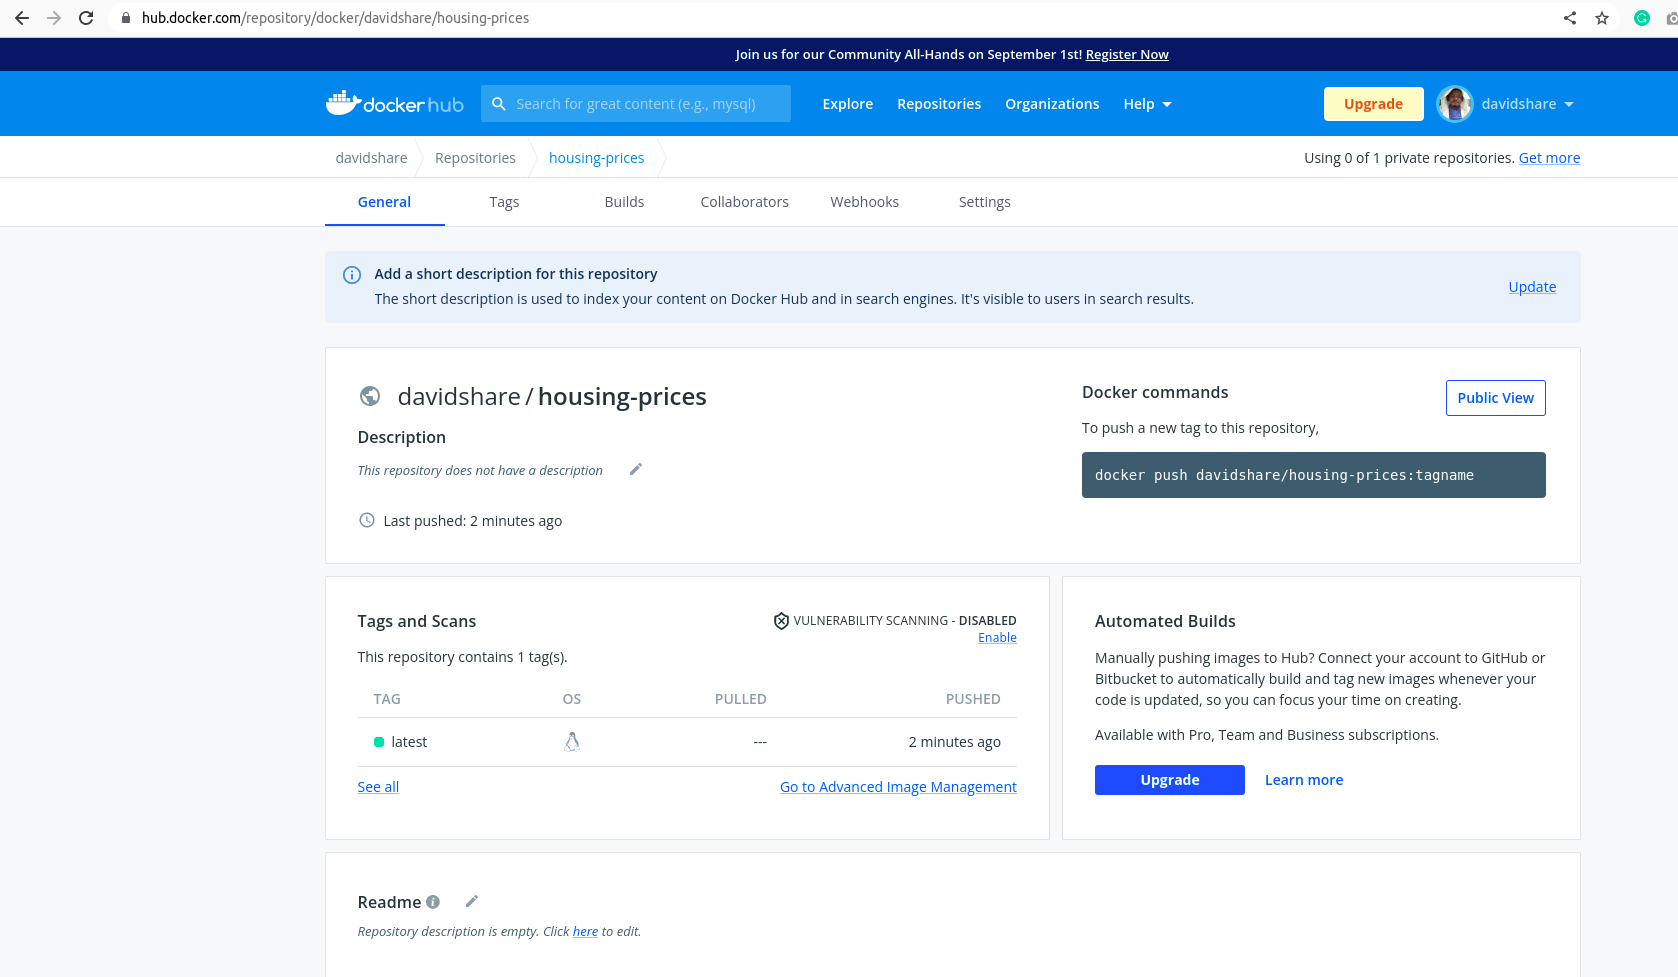 hub.docker.com/repository/docker/davidshare/housing-prices
Join us for our Community All-Hands on September 1st! Register Now
docker hub
Search for great content (e.g., mysql)
Explore
Repositories
Organizations
Help
Upgrade
davidshare
davidshare
Repositories
housing-prices
Using 0 of 1 private repositories. Get more
General
Tags
Builds
Collaborators
Webhooks
Settings
Add a short description for this repository
The short description is used to index your content on Docker Hub and in search engines. It's visible to users in search results.
Update
davidshare / housing-prices
Description
This repository does not have a description
Last pushed: 2 minutes ago
Docker commands
Public View
To push a new tag to this repository,
docker push davidshare/housing-prices:tagname
Tags and Scans
VULNERABILITY SCANNING - DISABLED
Enable
This repository contains 1 tag(s).
TAG
OS
PULLED
PUSHED
latest
---
2 minutes ago
See all
Go to Advanced Image Management
Automated Builds
Manually pushing images to Hub? Connect your account to GitHub or
Bitbucket to automatically build and tag new images whenever your
code is updated, so you can focus your time on creating.
Available with Pro, Team and Business subscriptions.
Upgrade
Learn more
Readme
Repository description is empty. Click here to edit.